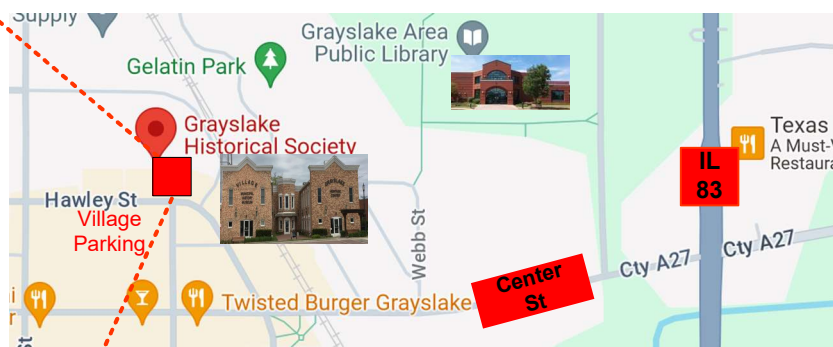 Supply
Grayslake Area
Public Library
Gelatin Park
Grayslake
Historical Society
Texas
A Must-V
Restaura
IL
83
Hawley St
Village
Parking
Webb St
Cty A27
Cty A27
Center
St
Twisted Burger Grayslake
i
r
St